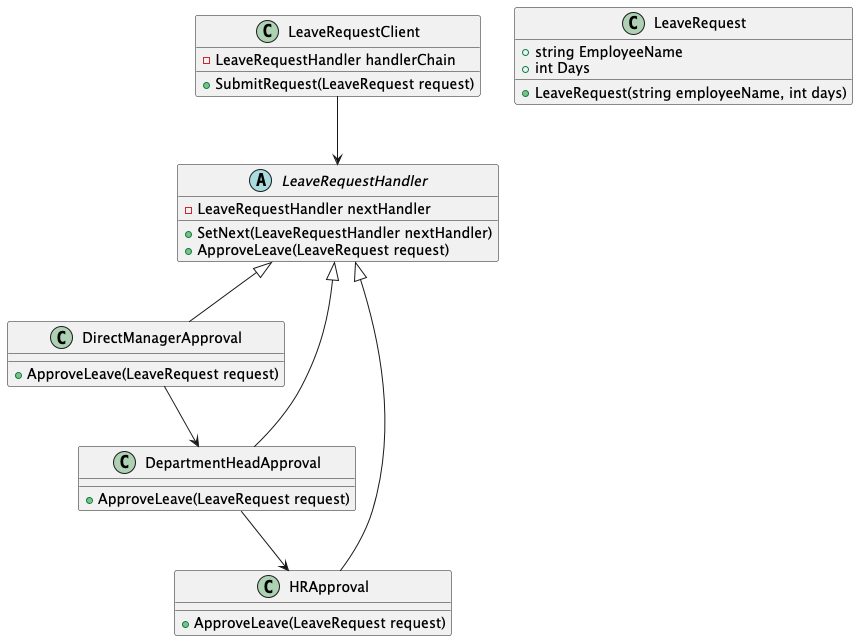 C LeaveRequestClient
LeaveRequestHandler handlerChain
SubmitRequest(LeaveRequest request)
C LeaveRequest
string EmployeeName
int Days
LeaveRequest(string employeeName, int days)
A LeaveRequestHandler
LeaveRequestHandler nextHandler
SetNext(LeaveRequestHandler nextHandler)
ApproveLeave(LeaveRequest request)
C DirectManagerApproval
ApproveLeave(LeaveRequest request)
C DepartmentHeadApproval
ApproveLeave(LeaveRequest request)
C HRApproval
ApproveLeave(LeaveRequest request)